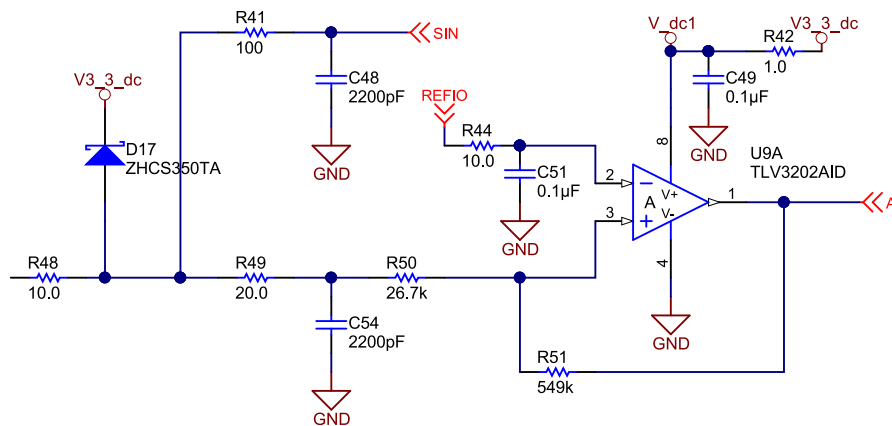 R41
100
SIN
V3_3_dc
C48
2200pF
GND
D17
ZHCS350TA
REFIO
R44
10.0
C51
0.1µF
GND
V_dc1
R42
1.0
V3_3_dc
C49
0.1µF
GND
U9A
TLV3202AID
8
V+
2
A
1
3
V-
4
GND
A
R48
10.0
R49
20.0
R50
26.7k
C54
2200pF
GND
R51
549k